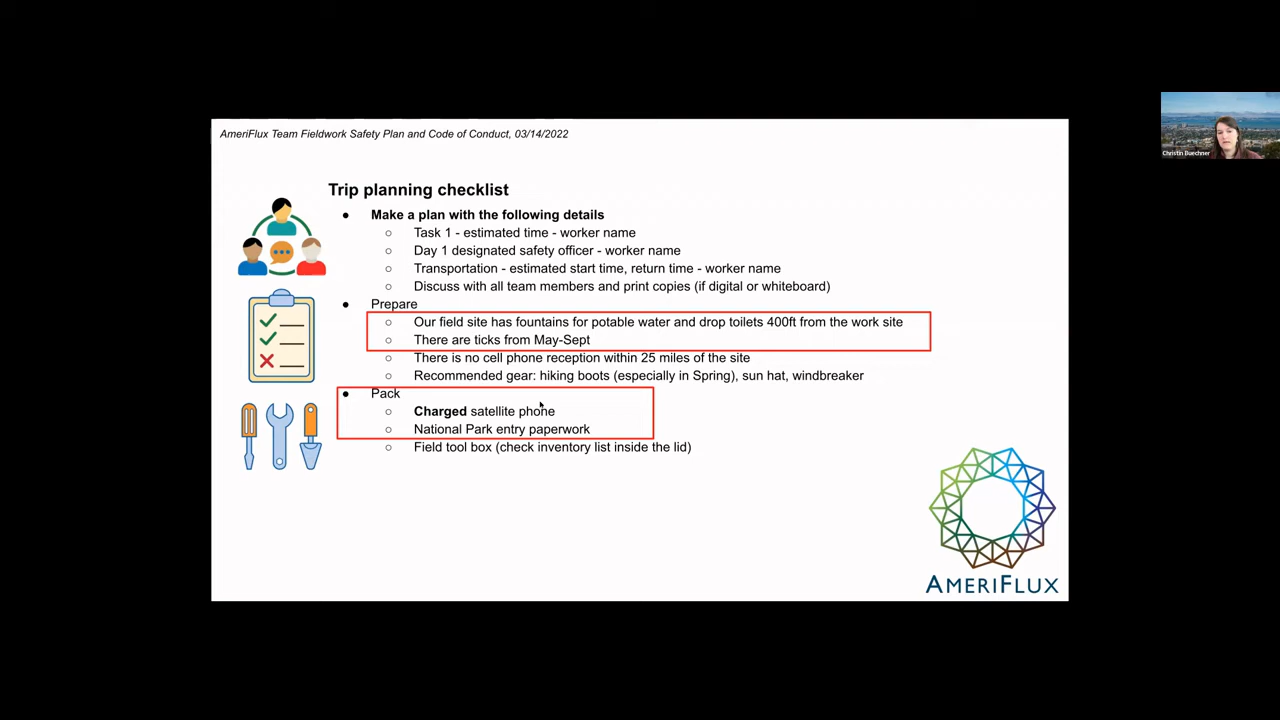 AmeriFlux Team Fieldwork Safety Plan and Code of Conduct, 03/14/2022
Christin Buechner
Trip planning checklist
● Make a plan with the following details
○ Task 1 - estimated time - worker name
○ Day 1 designated safety officer - worker name
○ Transportation - estimated start time, return time - worker name
○ Discuss with all team members and print copies (if digital or whiteboard)
● Prepare
○ Our field site has fountains for potable water and drop toilets 400ft from the work site
○ There are ticks from May-Sept
○ There is no cell phone reception within 25 miles of the site
○ Recommended gear: hiking boots (especially in Spring), sun hat, windbreaker
● Pack
○ Charged satellite phone
○ National Park entry paperwork
○ Field tool box (check inventory list inside the lid)
AMERIFLUX